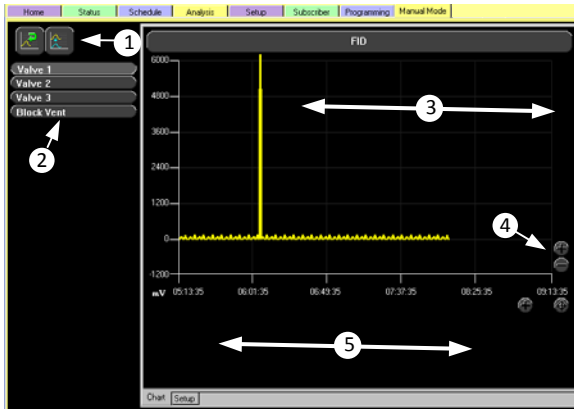 Home Status Schedule Analysis Setup Subscriber Programming Manual Mode
1
FID
Valve 1
Valve 2
Valve 3
Block Vent
2
3
6000
4800
3600
2400
4
0
-1200
mV 05:13:35 06:01:35 06:49:35 07:37:35 08:25:35 09:13:35
5
Chart Setup